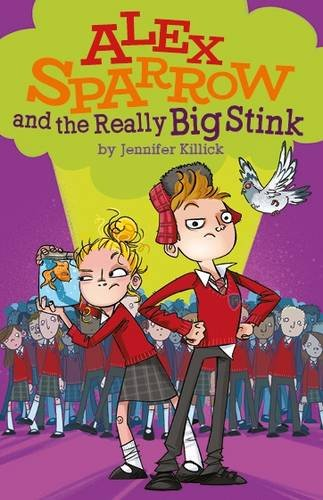 ALEX
SPARROW
and the Really Big Stink
by Jennifer Killick